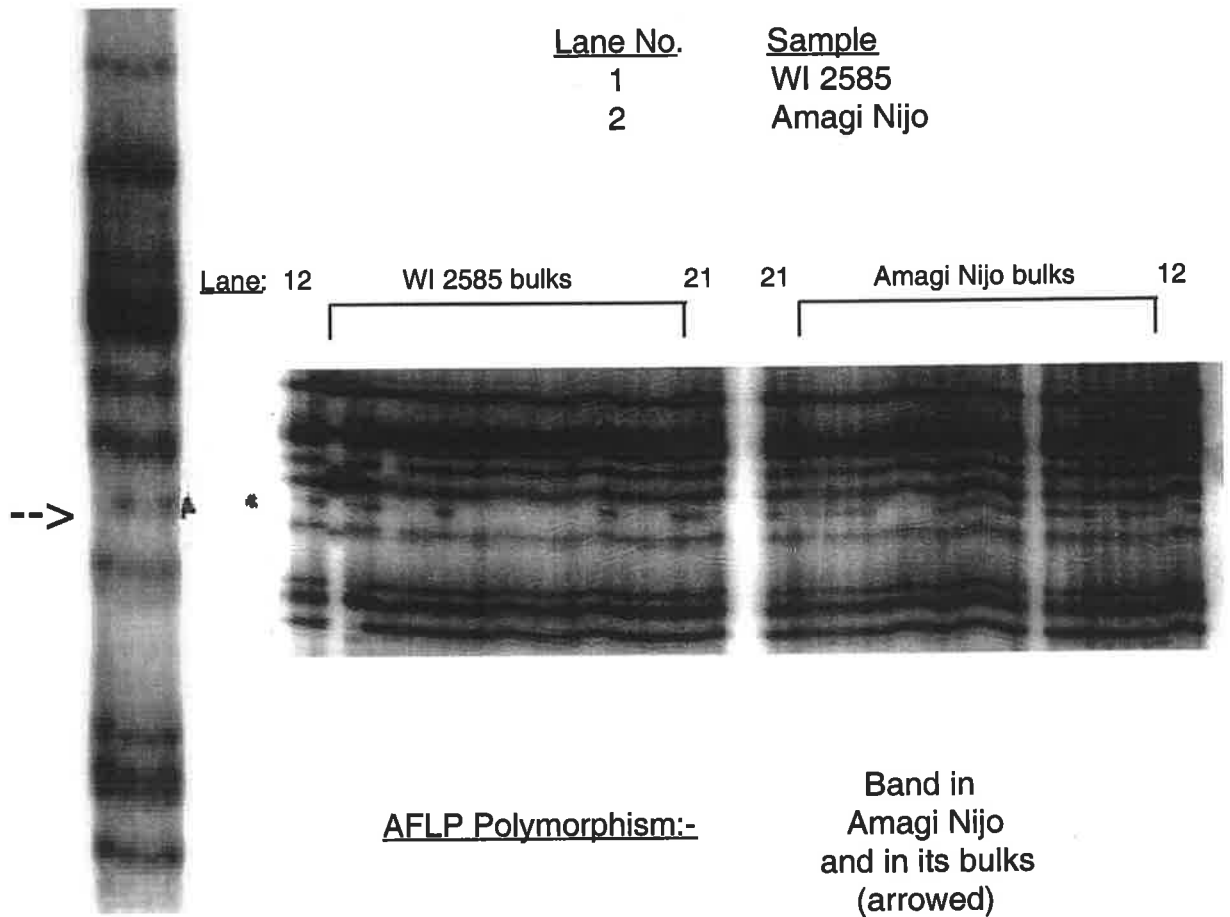 Lane No. Sample
1 WI 2585
2 Amagi Nijo
Lane: 12 WI 2585 bulks 21 21 Amagi Nijo bulks 12
-->
AFLP Polymorphism:-
Band in
Amagi Nijo
and in its bulks
(arrowed)